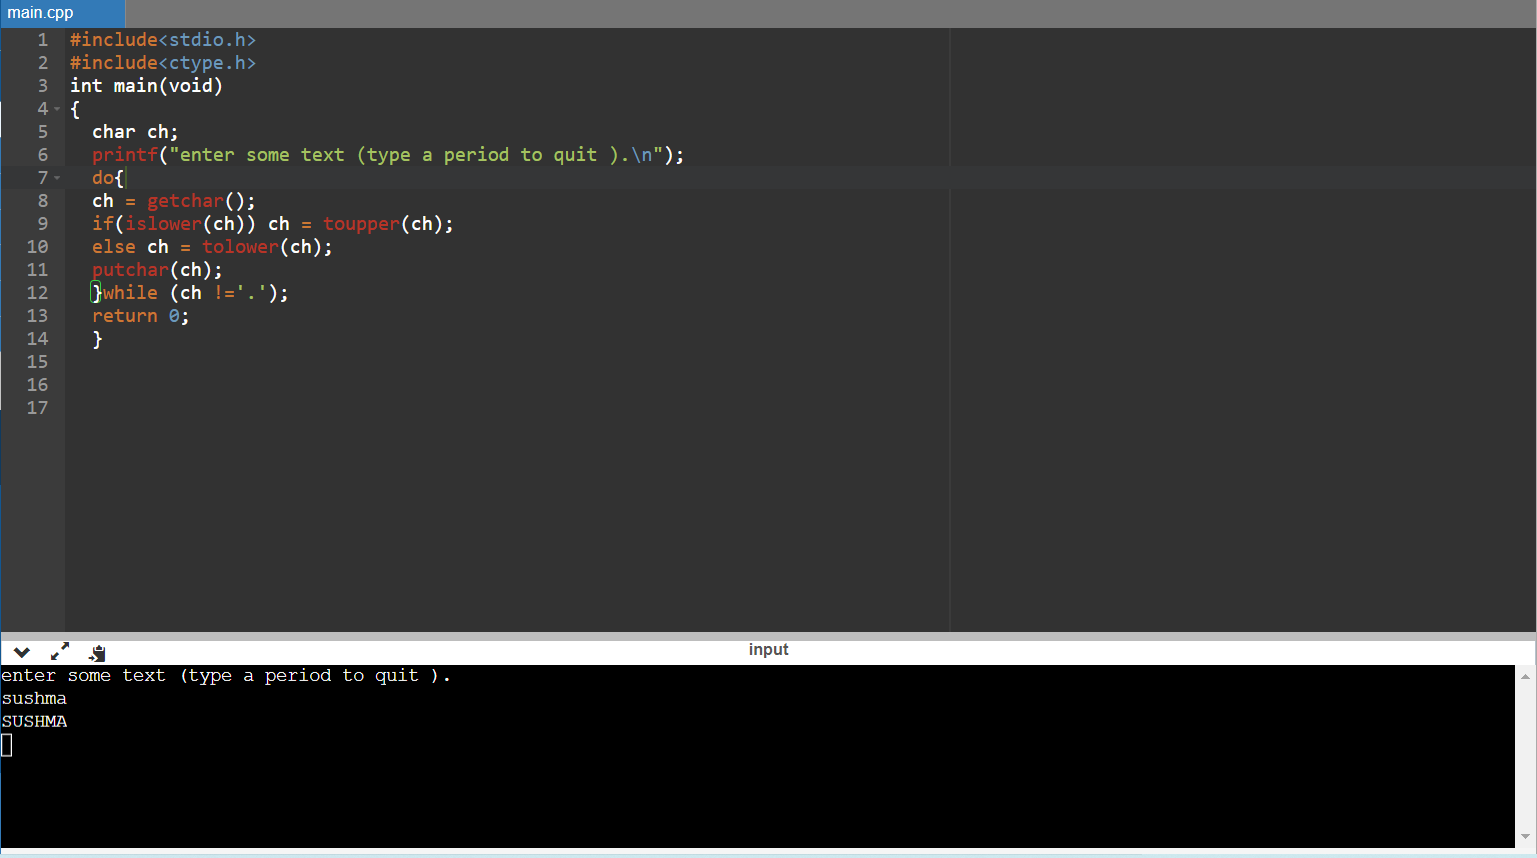 main.cpp
1 #include<stdio.h>
2 #include<ctype.h>
3 int main(void)
4 {
5 char ch;
6 printf("enter some text (type a period to quit ).\n");
7 do{
8 ch = getchar();
9 if(islower(ch)) ch = toupper(ch);
10 else ch = tolower(ch);
11 putchar(ch);
12 }while (ch !='.');
13 return 0;
14 }
15
16
17
input
enter some text (type a period to quit ).
sushma
SUSHMA